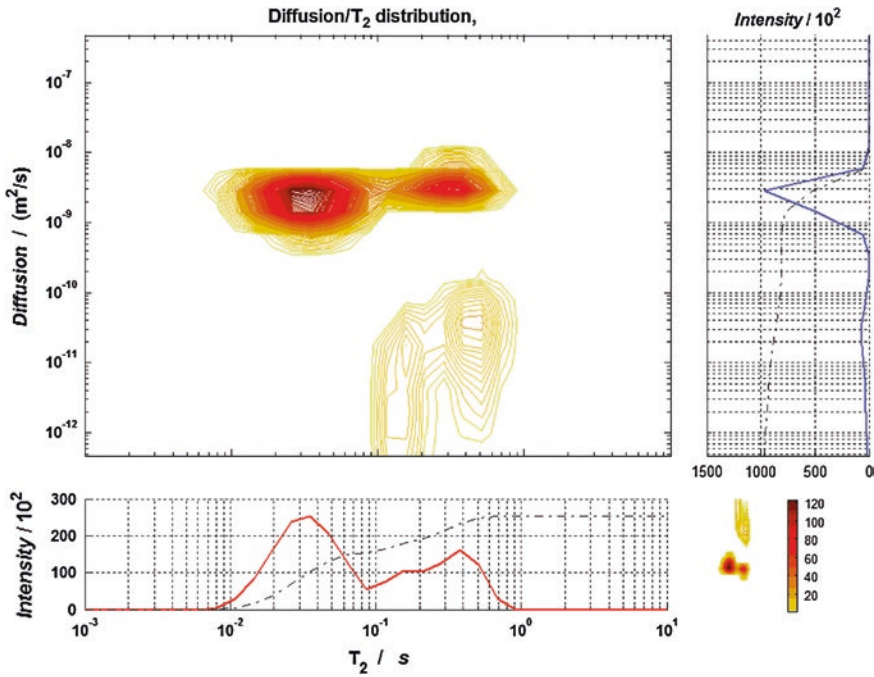 Diffusion/T2 distribution,
Intensity / 10^2
Diffusion / (m^2/s)
10^-7
10^-8
10^-9
10^-10
10^-11
10^-12
1500 1000 500 0
Intensity / 10^2
300
200
100
0
10^-3 10^-2 10^-1 10^0 10^1
T2 / s
120
100
80
60
40
20